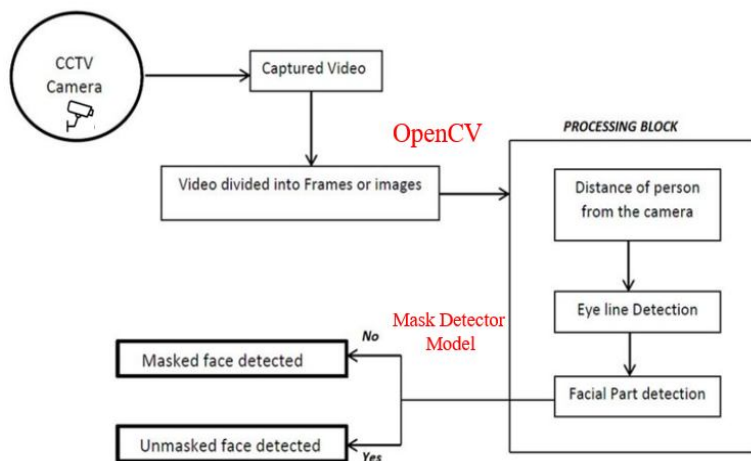 CCTV
Camera
Captured Video
OpenCV
PROCESSING BLOCK
Video divided into Frames or images
Distance of person
from the camera
Eye line Detection
Mask Detector
Model
No
Masked face detected
Facial Part detection
Unmasked face detected
Yes